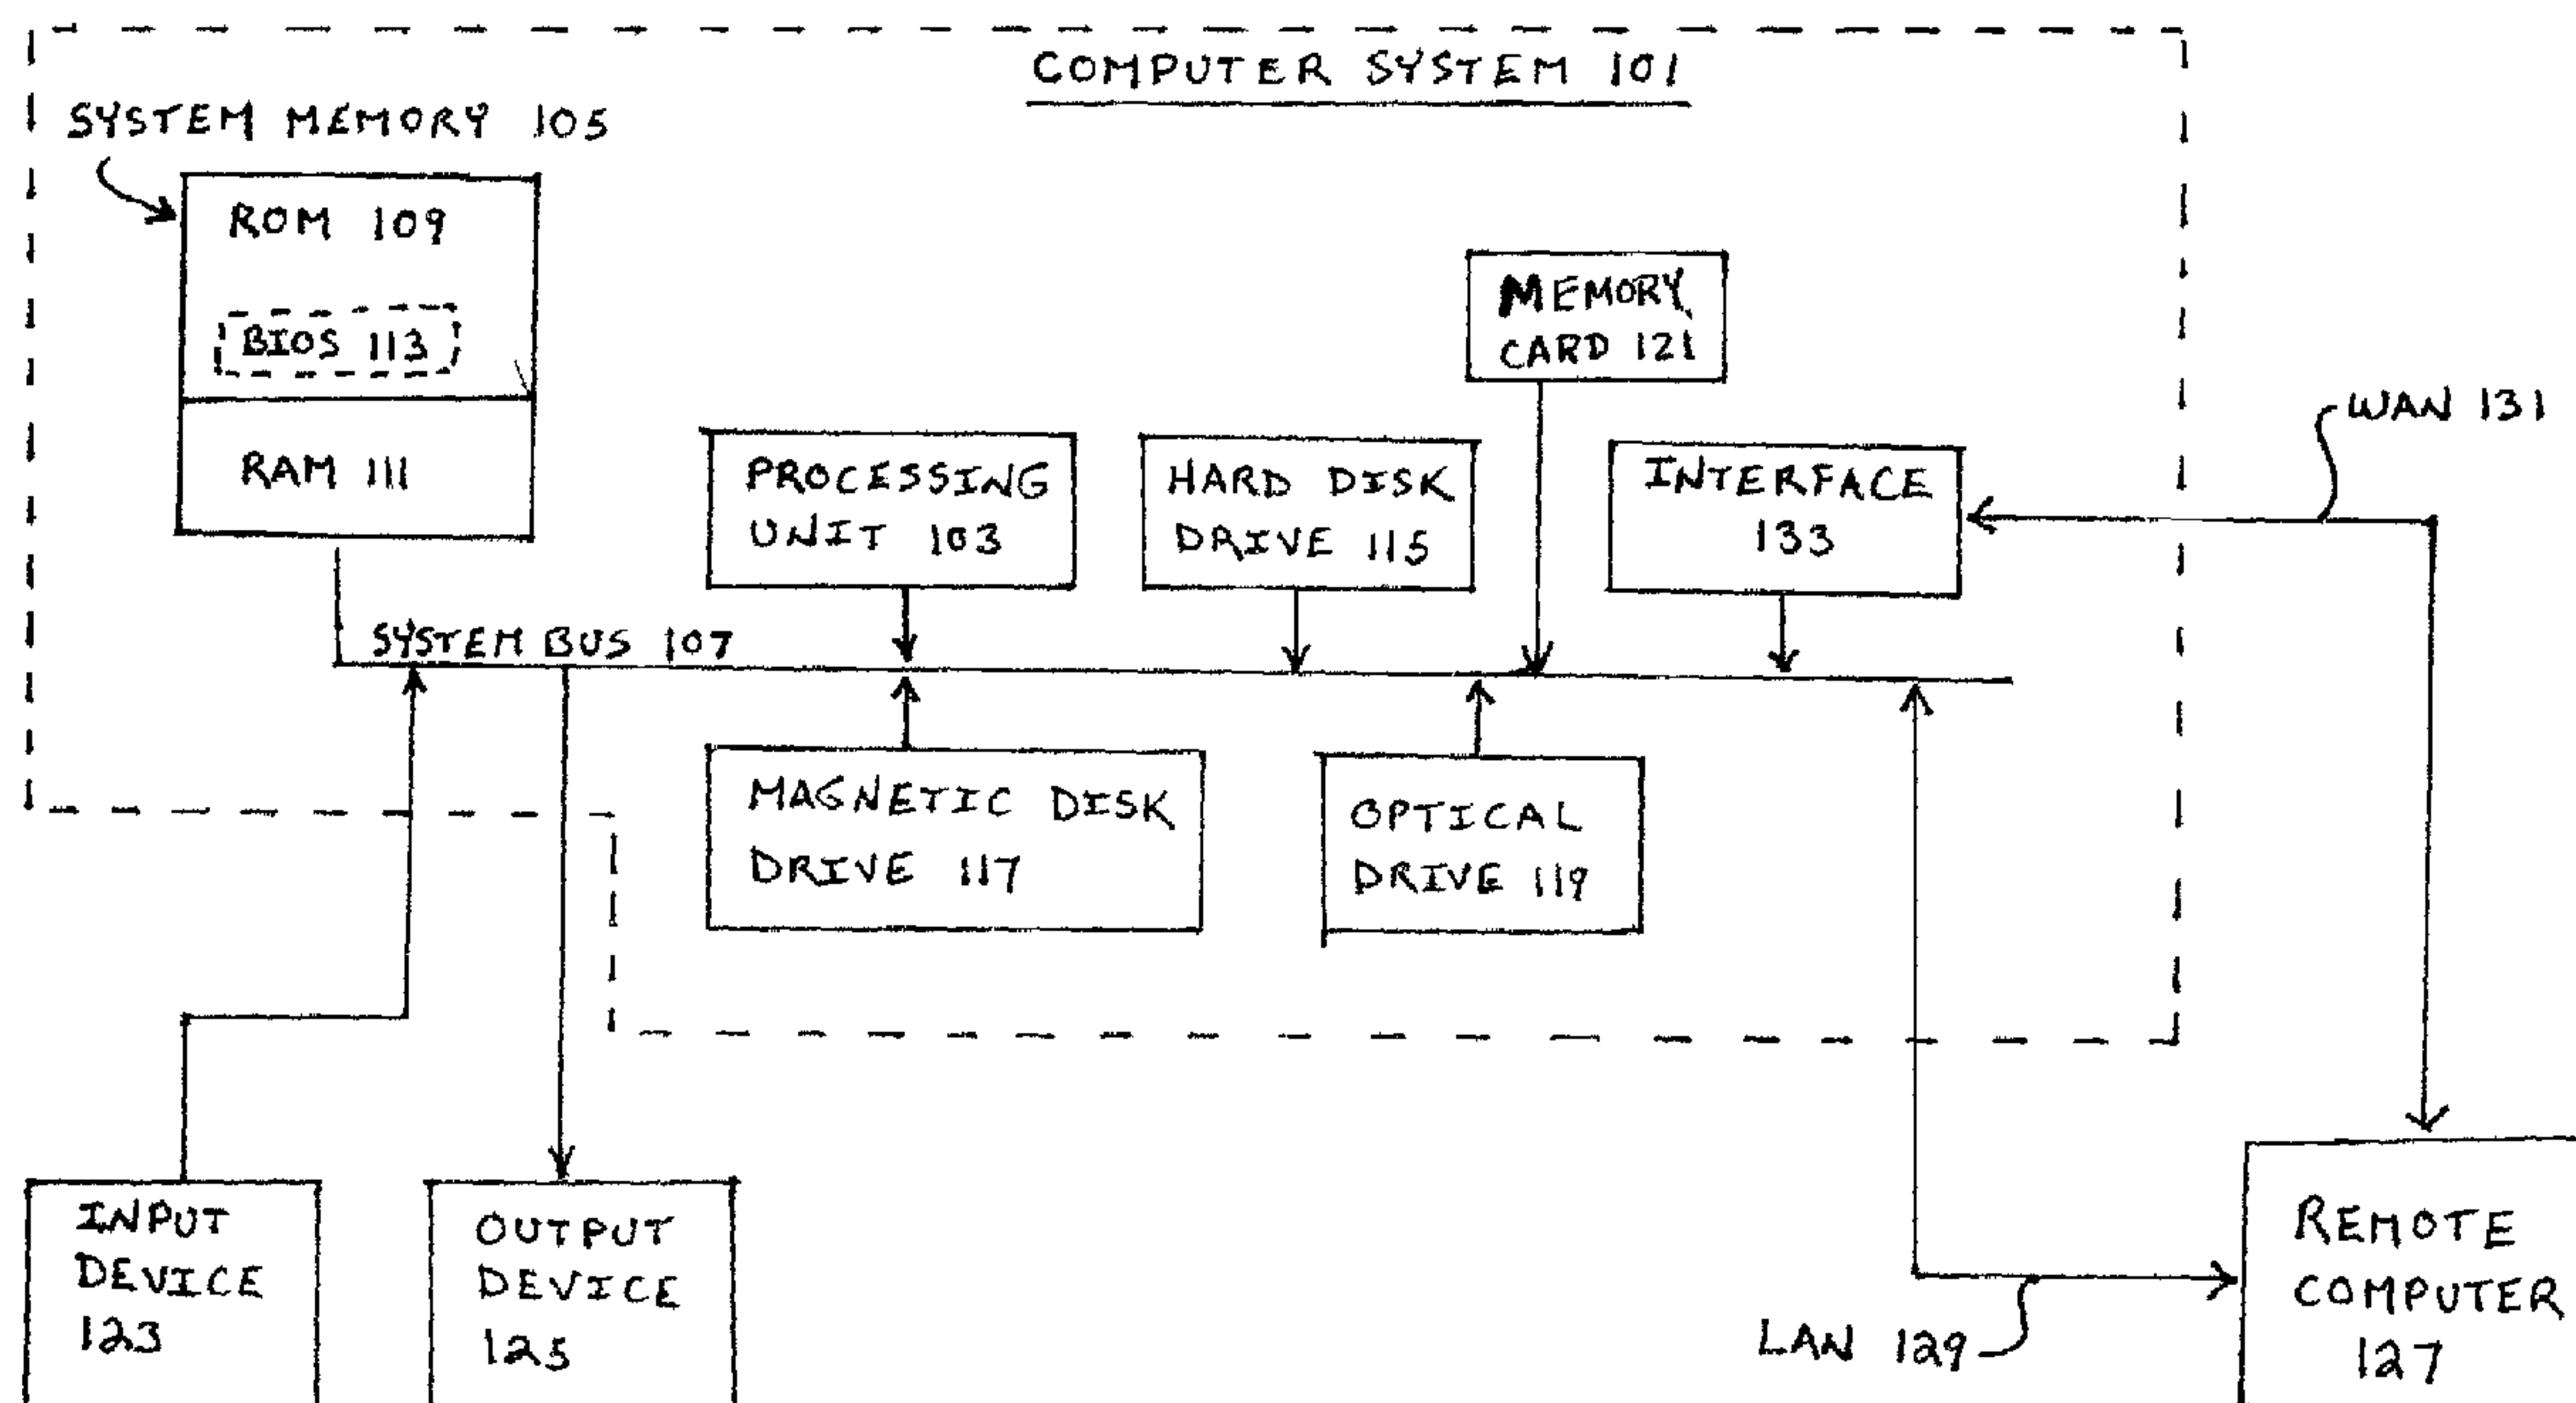 COMPUTER SYSTEM 101
SYSTEM MEMORY 105
ROM 109
BIOS 113
RAM 111
MEMORY
CARD 121
WAN 131
PROCESSING
UNIT 103
HARD DISK
DRIVE 115
INTERFACE
133
SYSTEM BUS 107
MAGNETIC DISK
DRIVE 117
OPTICAL
DRIVE 119
INPUT
DEVICE
123
OUTPUT
DEVICE
125
LAN 129
REMOTE
COMPUTER
127